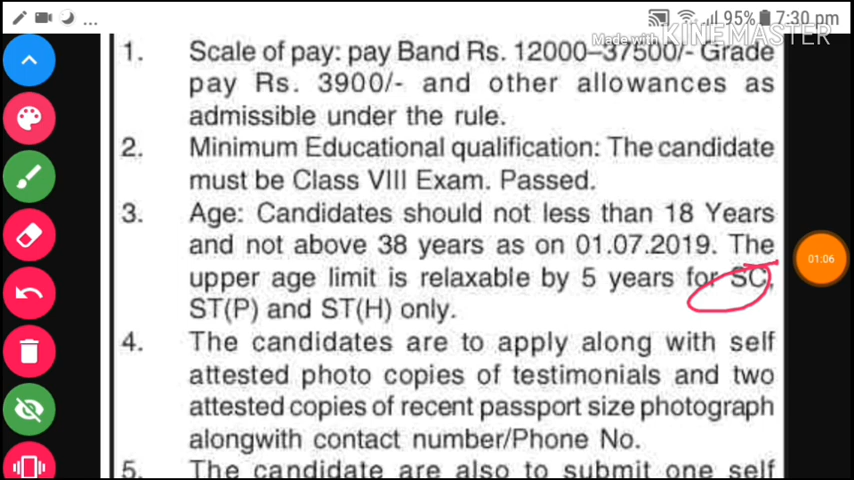 ... 95% 7:30 pm
Made with KINEMASTER
1. Scale of pay: pay Band Rs. 12000–37500/- Grade
pay Rs. 3900/- and other allowances as
admissible under the rule.
2. Minimum Educational qualification: The candidate
must be Class VIII Exam. Passed.
3. Age: Candidates should not less than 18 Years
and not above 38 years as on 01.07.2019. The
upper age limit is relaxable by 5 years for SC,
ST(P) and ST(H) only.
01:06
4. The candidates are to apply along with self
attested photo copies of testimonials and two
attested copies of recent passport size photograph
alongwith contact number/Phone No.
5. The candidate are also to submit one self